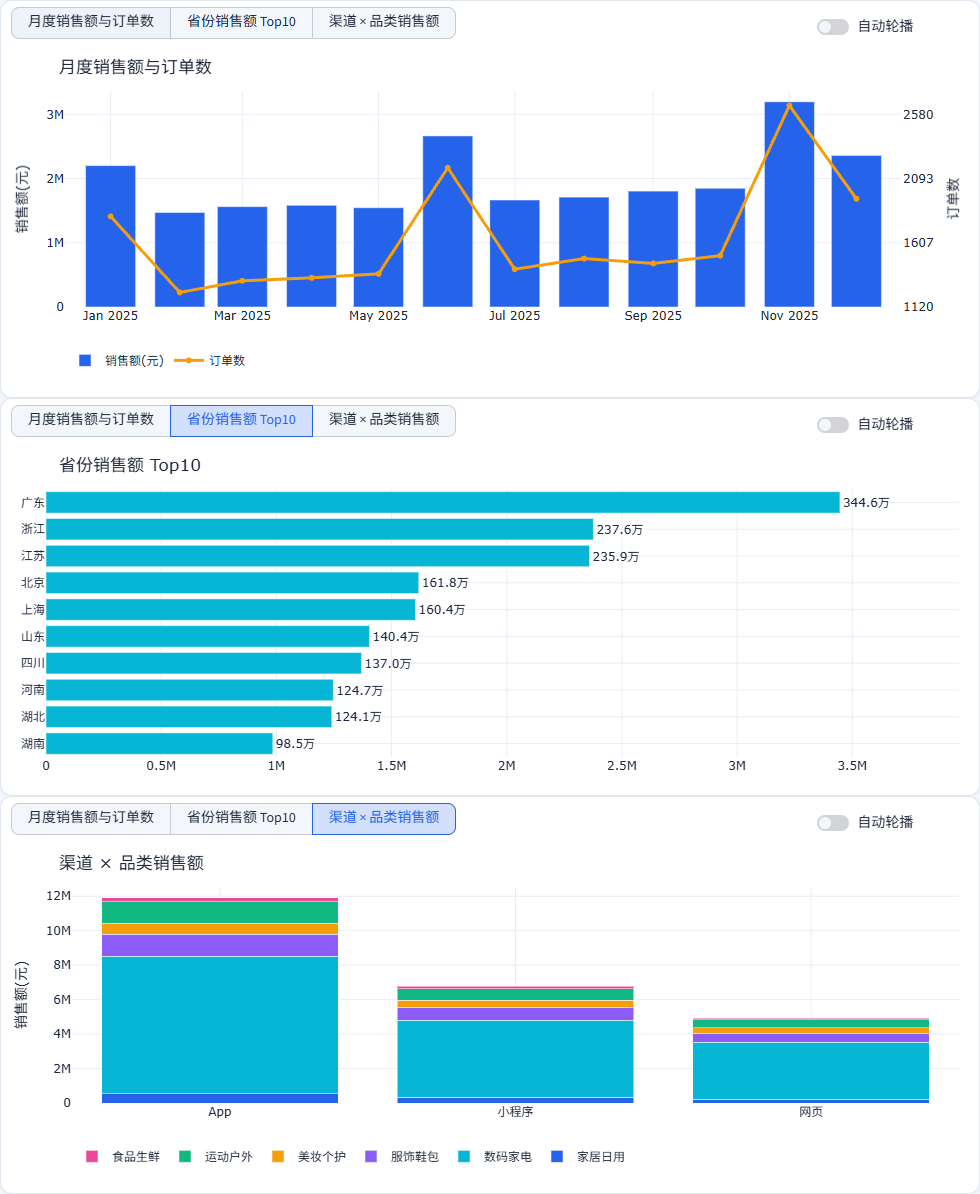 月度销售额与订单数 省份销售额 Top10 渠道 × 品类销售额 自动轮播
月度销售额与订单数
3M 2580
2M 2093
1M 1607
0 1120
销售额(元)
订单数
Jan 2025 Mar 2025 May 2025 Jul 2025 Sep 2025 Nov 2025
销售额(元) 订单数
月度销售额与订单数 省份销售额 Top10 渠道 × 品类销售额 自动轮播
省份销售额 Top10
广东 344.6万
浙江 237.6万
江苏 235.9万
北京 161.8万
上海 160.4万
山东 140.4万
四川 137.0万
河南 124.7万
湖北 124.1万
湖南 98.5万
0 0.5M 1M 1.5M 2M 2.5M 3M 3.5M
月度销售额与订单数 省份销售额 Top10 渠道 × 品类销售额 自动轮播
渠道 × 品类销售额
12M
10M
8M
6M
4M
2M
0
销售额(元)
App 小程序 网页
食品生鲜 运动户外 美妆个护 服饰鞋包 数码家电 家居日用